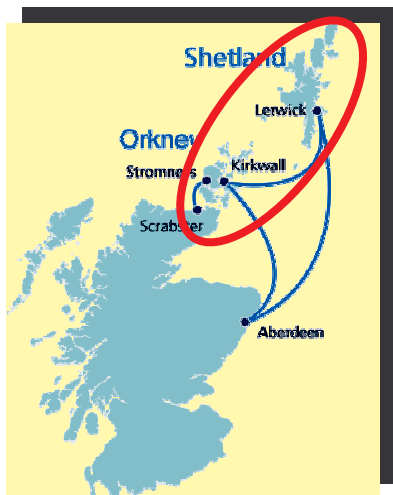 Shetland
Lerwick
Orkney
Kirkwall
Stromness
Scrabster
Aberdeen